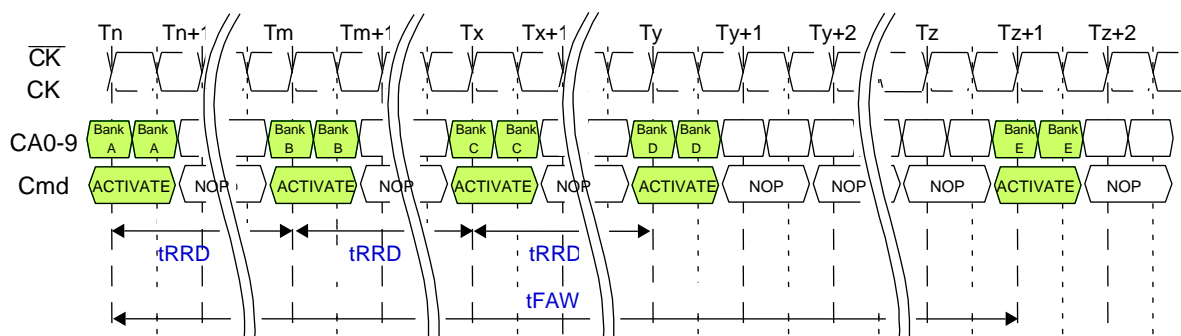 Tn Tn+1 Tm Tm+1 Tx Tx+1 Ty Ty+1 Ty+2 Tz Tz+1 Tz+2
CK
CK
CA0-9 Bank A Bank A Bank B Bank B Bank C Bank C Bank D Bank D Bank E Bank E
Cmd ACTIVATE NOP ACTIVATE NOP ACTIVATE NOP ACTIVATE NOP NOP NOP ACTIVATE NOP
tRRD tRRD tRRD
tFAW